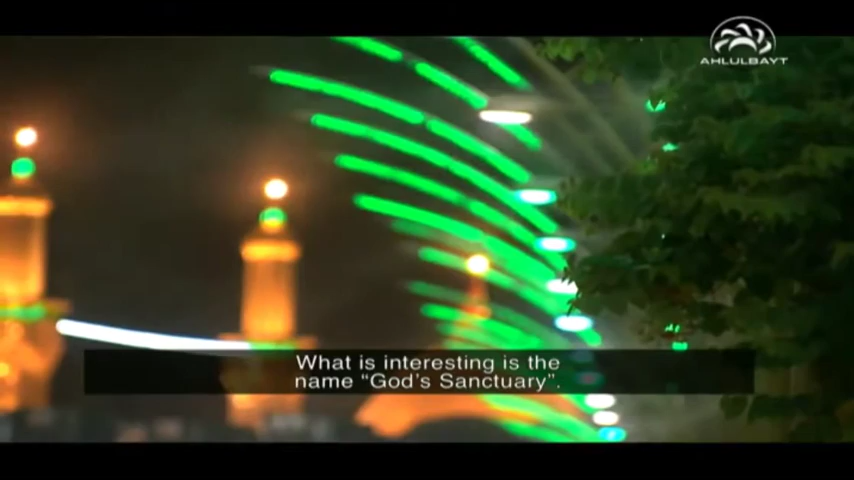 AHLULBAYT
What is interesting is the
name “God’s Sanctuary”.